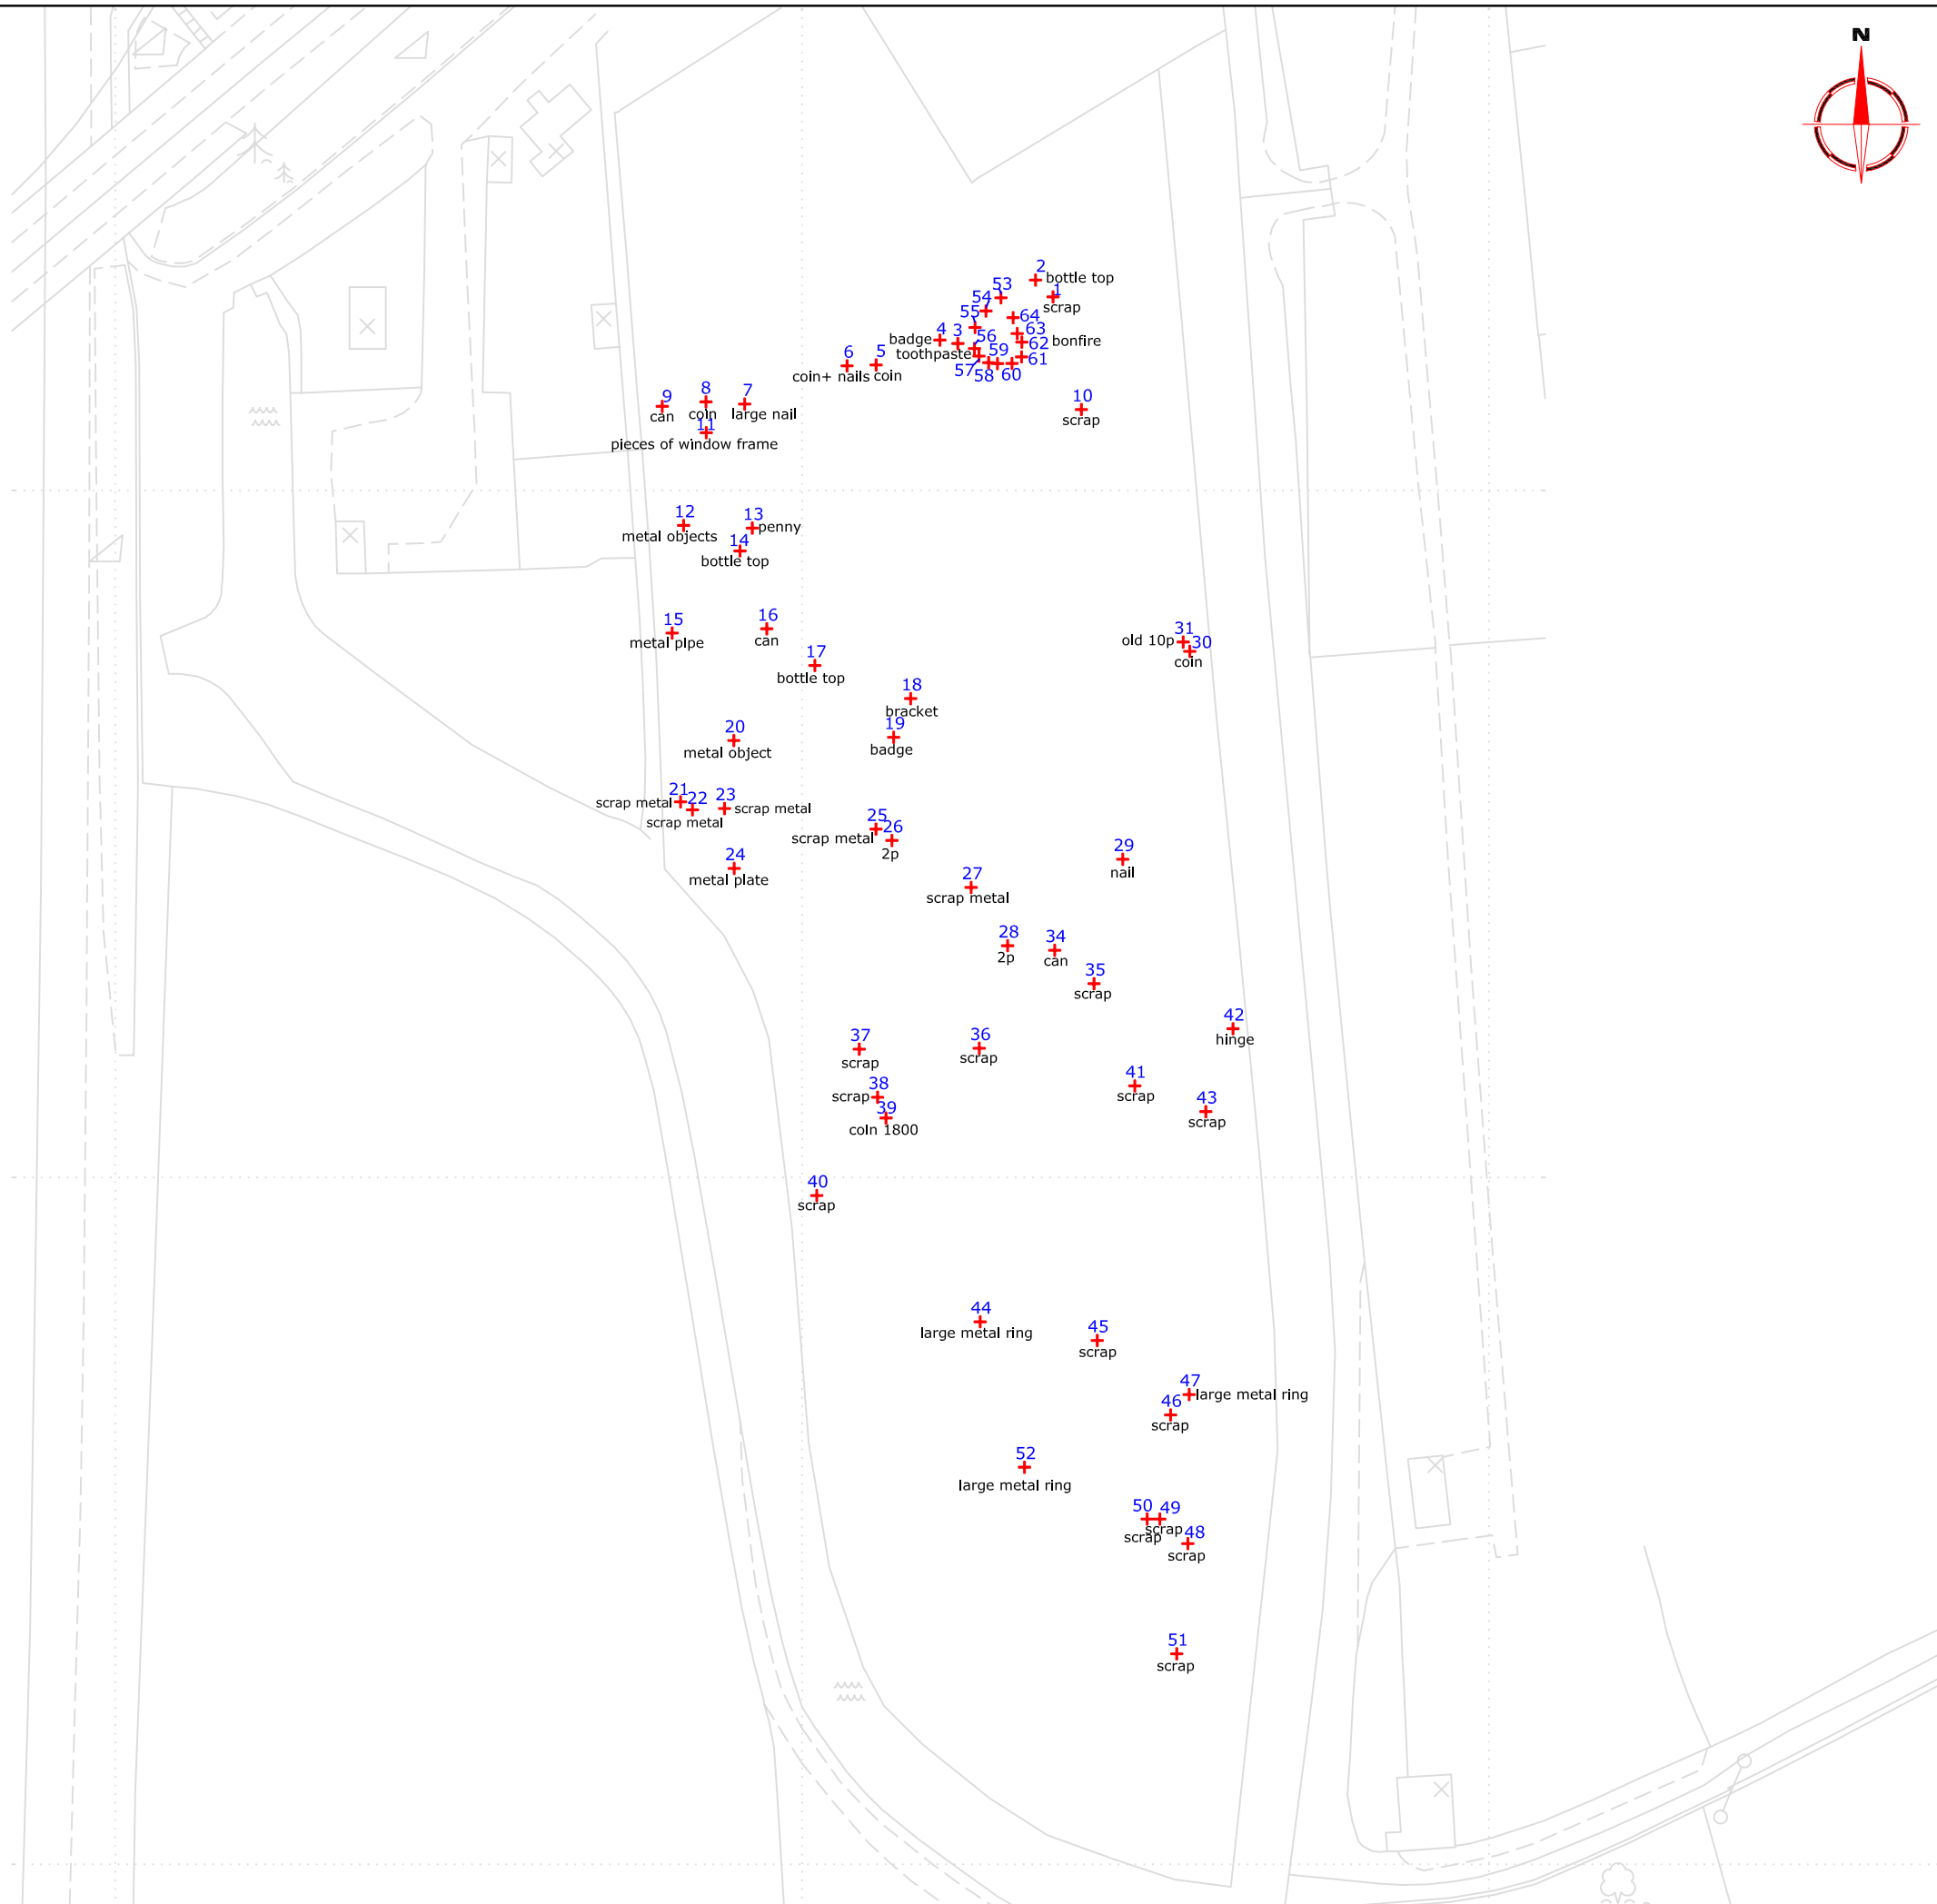 N
2
bottle top
53
1
54
scrap
55
64
4
3
63
badge
56
62
bonfire
toothpaste
59
61
6
5
57
58
60
coin+ nails
coin
10
scrap
9
8
7
can
coin
large nail
11
pieces of window frame
12
metal objects
13
penny
14
bottle top
15
metal pipe
16
can
31
old 10p
30
coin
17
bottle top
18
bracket
19
badge
20
metal object
21
scrap metal
22
scrap metal
23
scrap metal
25
scrap metal
26
2p
24
metal plate
29
nail
27
scrap metal
28
2p
34
can
35
scrap
42
hinge
37
scrap
36
scrap
38
scrap
39
coin 1800
41
scrap
43
scrap
40
scrap
44
large metal ring
45
scrap
47
large metal ring
46
scrap
52
large metal ring
50
scrap
49
scrap
48
scrap
51
scrap